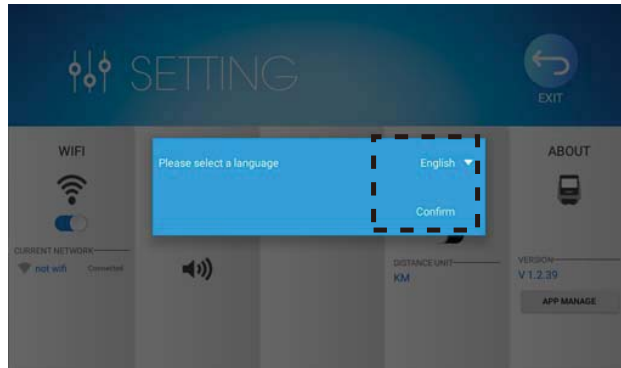 SETTING
EXIT
WIFI
ABOUT
Please select a language
English
Confirm
CURRENT NETWORK
not wifi Connected
DISTANCE UNIT
KM
VERSION
V 1.2.39
APP MANAGE